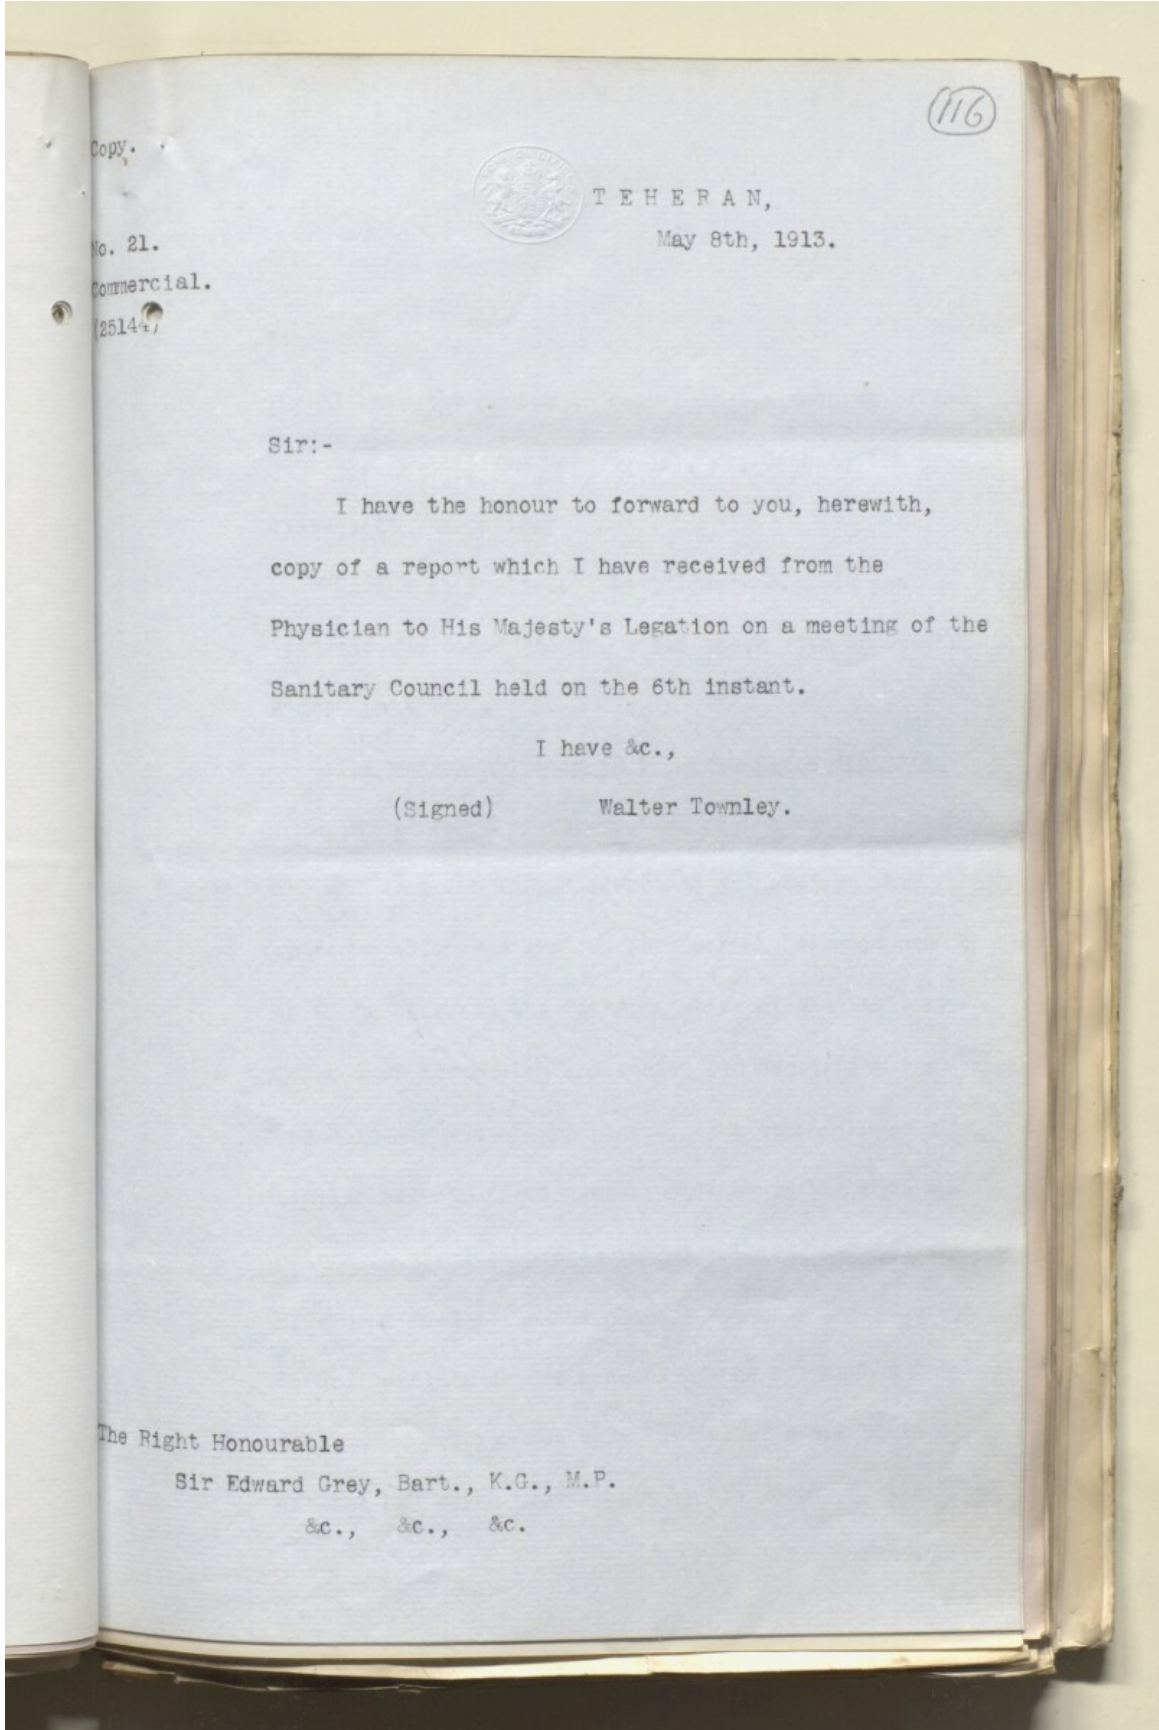 116
Copy.
TEHERAN,
May 8th, 1913.
No. 21.
Commercial.
(25144)
Sir:-
I have the honour to forward to you, herewith,
copy of a report which I have received from the
Physician to His Majesty's Legation on a meeting of the
Sanitary Council held on the 6th instant.
I have &c.,
(Signed) Walter Townley.
The Right Honourable
Sir Edward Grey, Bart., K.G., M.P.
&c., &c., &c.